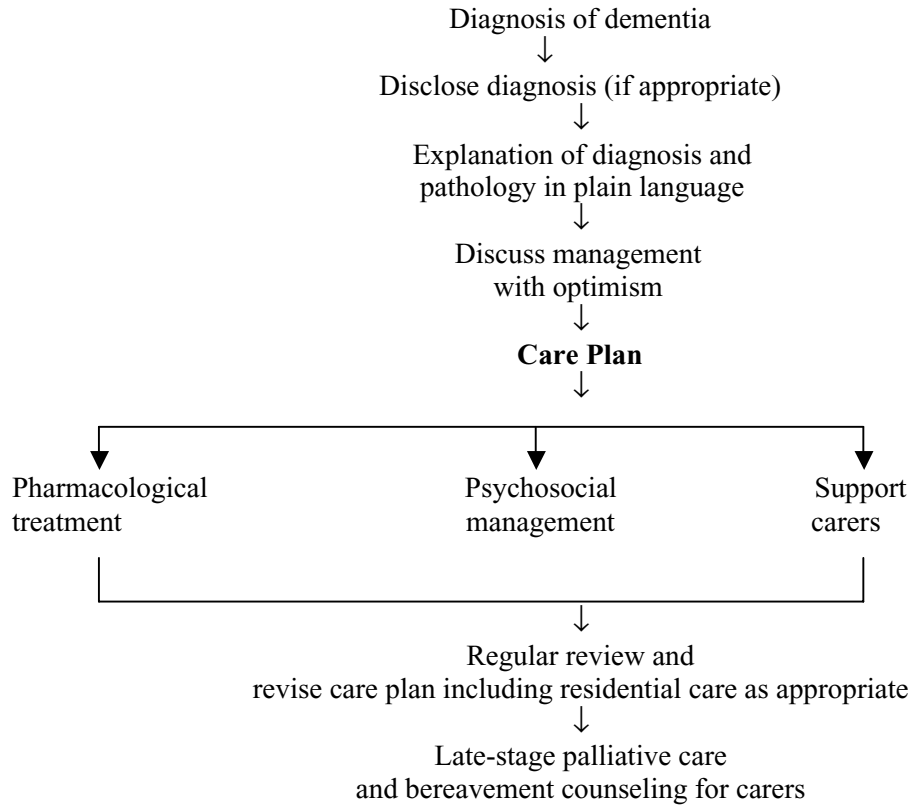 Diagnosis of dementia
↓
Disclose diagnosis (if appropriate)
↓
Explanation of diagnosis and
pathology in plain language
↓
Discuss management
with optimism
↓
Care Plan
↓
Pharmacological
treatment
Psychosocial
management
Support
carers
↓
Regular review and
revise care plan including residential care as appropriate
↓
Late-stage palliative care
and bereavement counseling for carers